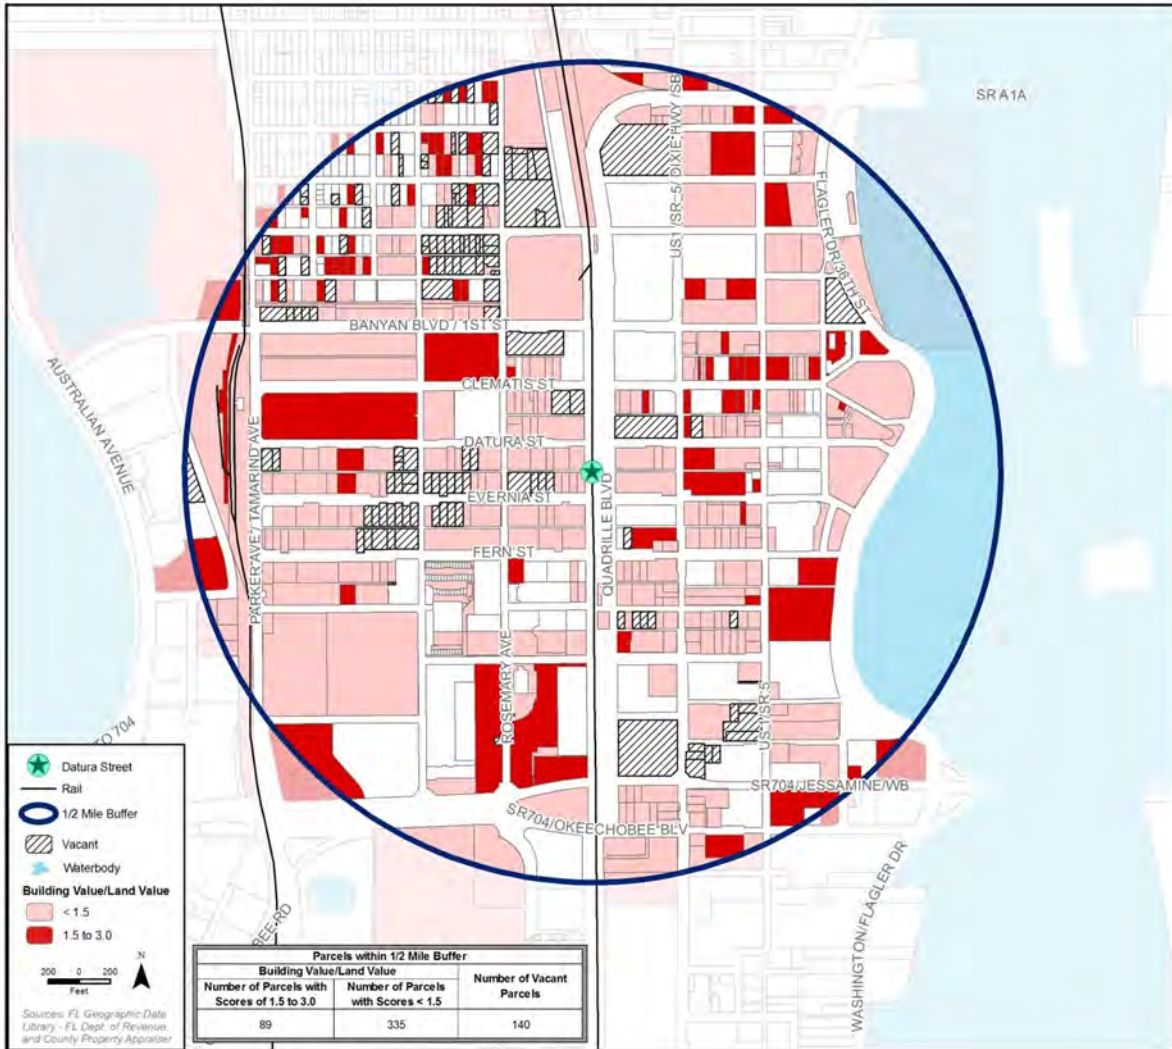 SR A1A
US1 /SR-5/ DIXIE HWY /SB
FLAGLER DR/36TH ST
BANYAN BLVD / 1ST ST
CLEMATIS ST
AUSTRALIAN AVENUE
PARKER AVE / TAMARIND AVE
DATURA ST
EVERNIA ST
QUADRILLE BLVD
FERN ST
ROSEMARY AVE
US-1/SR-5
TO 704
SR704/JESSAMINE/WB
SR704/OKEECHOBEE BLV
WASHINGTON/FLAGLER DR
BEE RD
Datura Street
Rail
1/2 Mile Buffer
Vacant
Waterbody
Building Value/Land Value
< 1.5
1.5 to 3.0
N
200 0 200
Feet
Sources: FL Geographic Data
Library - FL Dept. of Revenue
and County Property Appraiser
Parcels within 1/2 Mile Buffer
Building Value/Land Value
Number of Parcels with
Scores of 1.5 to 3.0
Number of Parcels
with Scores < 1.5
Number of Vacant
Parcels
89 335 140